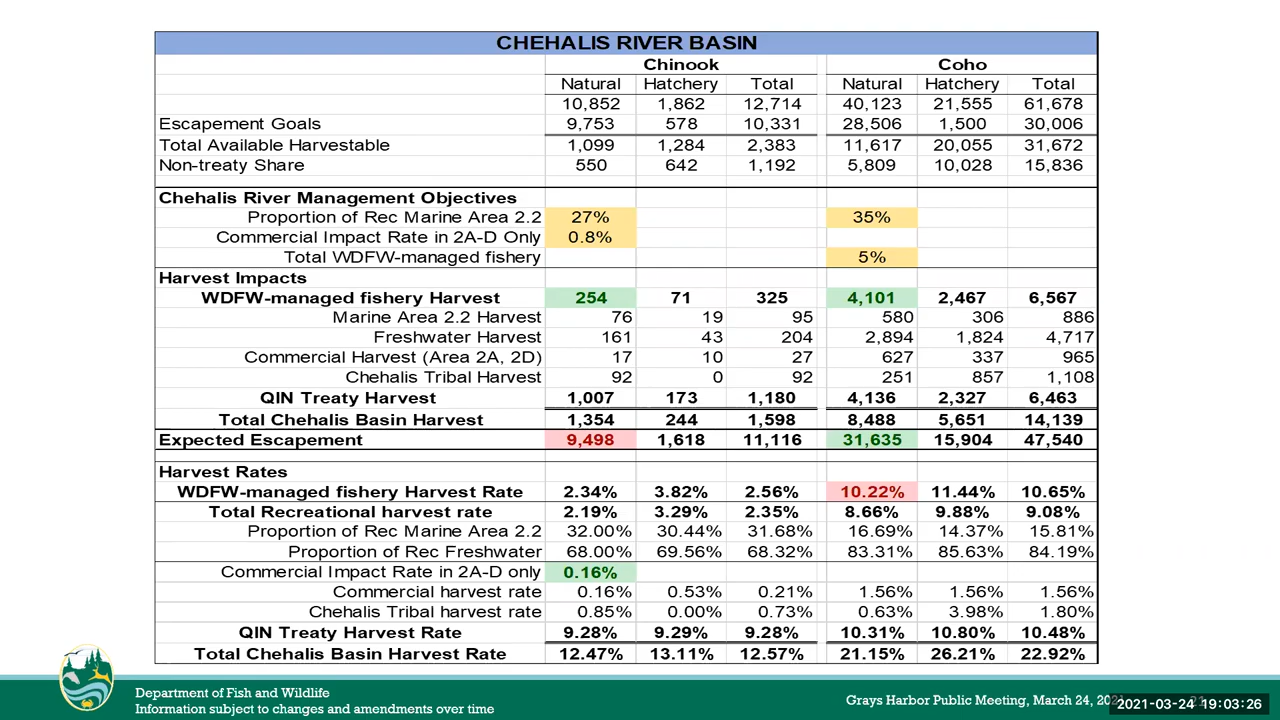 CHEHALIS RIVER BASIN
Chinook Coho
Natural Hatchery Total Natural Hatchery Total
10,852 1,862 12,714 40,123 21,555 61,678
Escapement Goals 9,753 578 10,331 28,506 1,500 30,006
Total Available Harvestable 1,099 1,284 2,383 11,617 20,055 31,672
Non-treaty Share 550 642 1,192 5,809 10,028 15,836
Chehalis River Management Objectives
Proportion of Rec Marine Area 2.2 27% 35%
Commercial Impact Rate in 2A-D Only 0.8%
Total WDFW-managed fishery 5%
Harvest Impacts
WDFW-managed fishery Harvest 254 71 325 4,101 2,467 6,567
Marine Area 2.2 Harvest 76 19 95 580 306 886
Freshwater Harvest 161 43 204 2,894 1,824 4,717
Commercial Harvest (Area 2A, 2D) 17 10 27 627 337 965
Chehalis Tribal Harvest 92 0 92 251 857 1,108
QIN Treaty Harvest 1,007 173 1,180 4,136 2,327 6,463
Total Chehalis Basin Harvest 1,354 244 1,598 8,488 5,651 14,139
Expected Escapement 9,498 1,618 11,116 31,635 15,904 47,540
Harvest Rates
WDFW-managed fishery Harvest Rate 2.34% 3.82% 2.56% 10.22% 11.44% 10.65%
Total Recreational harvest rate 2.19% 3.29% 2.35% 8.66% 9.88% 9.08%
Proportion of Rec Marine Area 2.2 32.00% 30.44% 31.68% 16.69% 14.37% 15.81%
Proportion of Rec Freshwater 68.00% 69.56% 68.32% 83.31% 85.63% 84.19%
Commercial Impact Rate in 2A-D only 0.16%
Commercial harvest rate 0.16% 0.53% 0.21% 1.56% 1.56% 1.56%
Chehalis Tribal harvest rate 0.85% 0.00% 0.73% 0.63% 3.98% 1.80%
QIN Treaty Harvest Rate 9.28% 9.29% 9.28% 10.31% 10.80% 10.48%
Total Chehalis Basin Harvest Rate 12.47% 13.11% 12.57% 21.15% 26.21% 22.92%
Department of Fish and Wildlife
Information subject to changes and amendments over time
Grays Harbor Public Meeting, March 24, 2021 21
2021-03-24 19:03:26